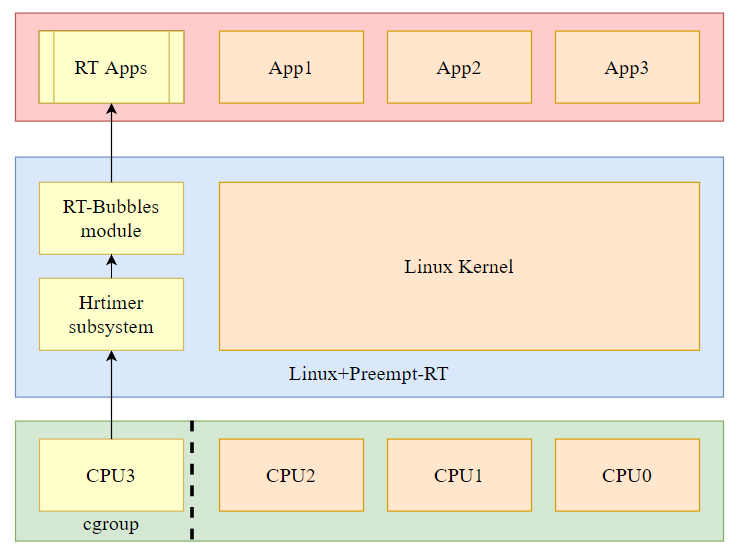 RT Apps
App1
App2
App3
RT-Bubbles
module
Linux Kernel
Hrtimer
subsystem
Linux+Preempt-RT
CPU3
CPU2
CPU1
CPU0
cgroup